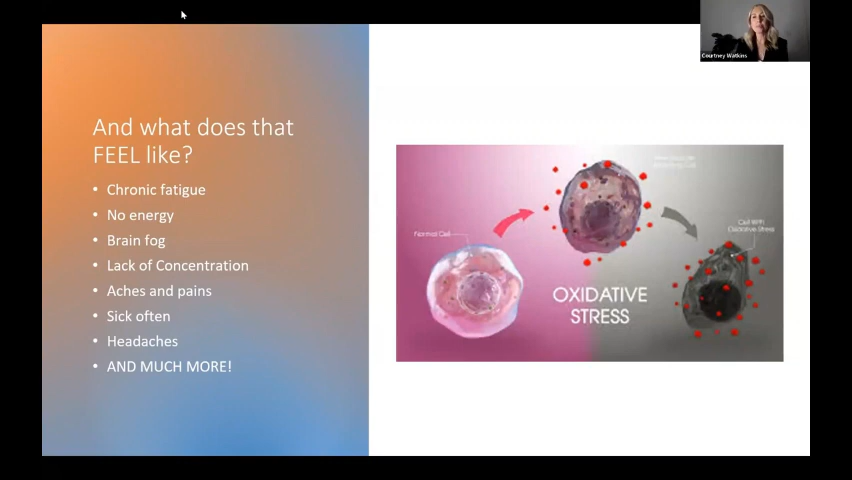 Courtney Watkins
And what does that
FEEL like?
• Chronic fatigue
• No energy
• Brain fog
• Lack of Concentration
• Aches and pains
• Sick often
• Headaches
• AND MUCH MORE!
Normal Cell
Cell With
Oxidative Stress
OXIDATIVE
STRESS